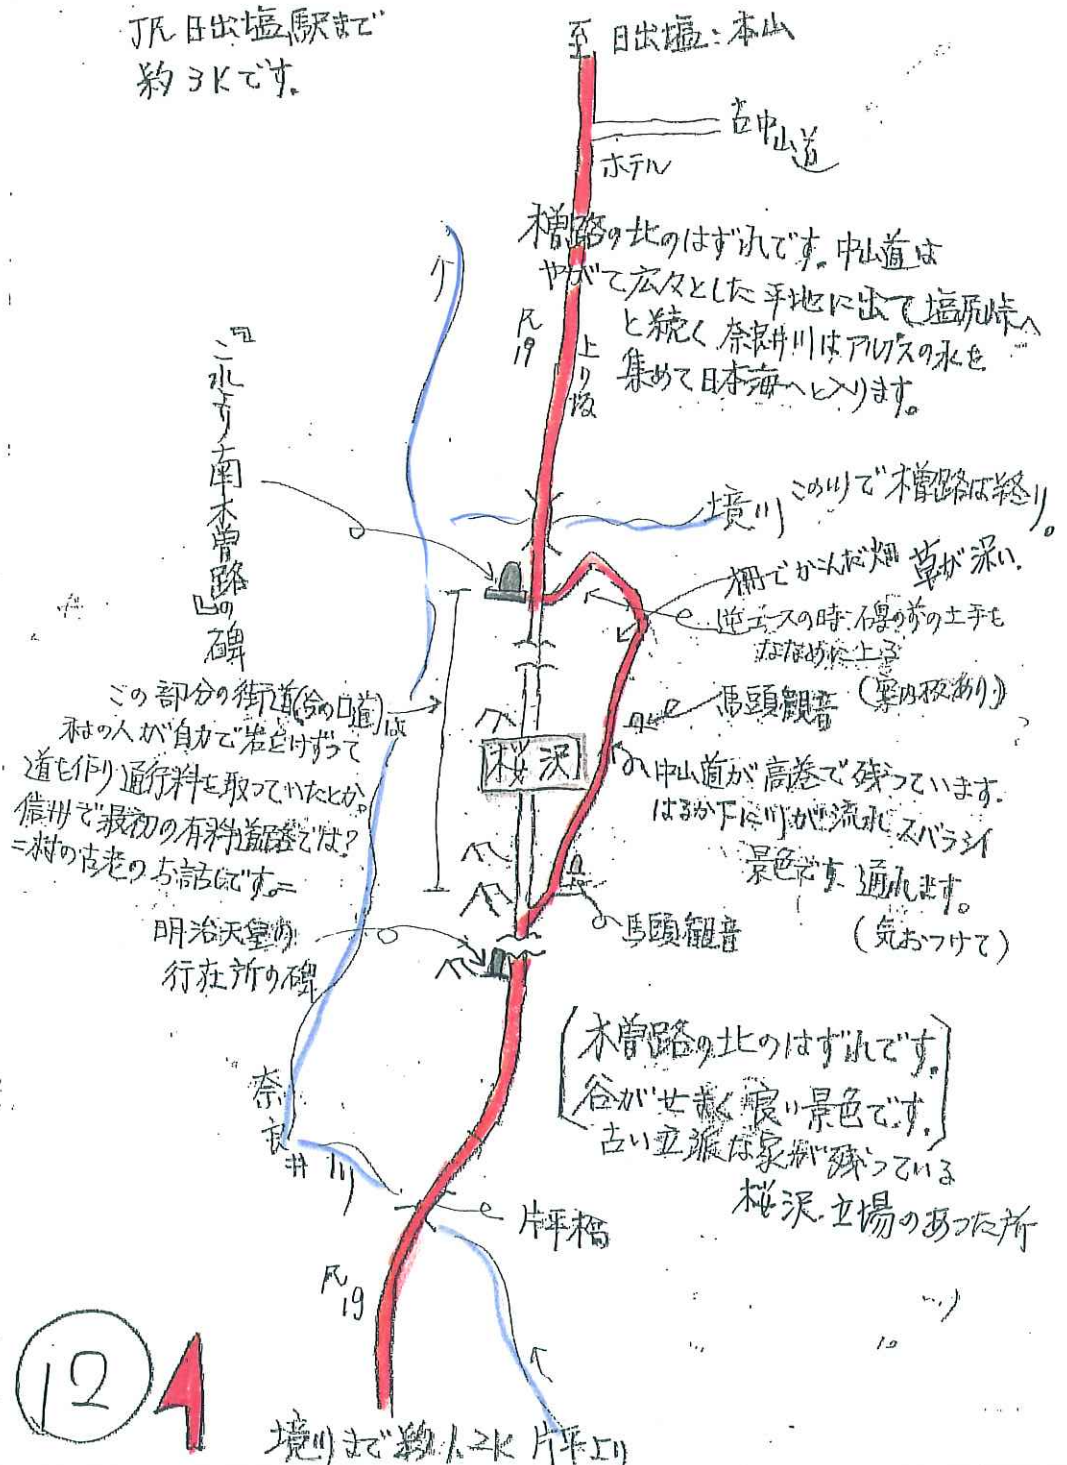 JR日出塩駅まで
約3Kです。
至 日出塩:本山
古中山道
ホテル
木曽路の北のはずれです。中山道は
やがて広々とした平地に出て塩尻峠へ
と続く 奈良井川はアルプスの水を
集めて日本海へと入ります。
R19
上り坂
『これより南木曽路』の碑
境川 この川で木曽路は終り。
柵でかこんだ畑 草が深い。
逆コースの時:石碑の前の土手を
ななめに上る
(案内板あり)
馬頭観音
この部分の街道(今の口道)は
村の人が自力で岩をけずって
道を作り通行料を取っていたとか。
信州で最初の有料道路では?
=村の古老のお話しです。=
桜沢
中山道が高巻で残っています。
はるか下に川が流れ スバラシイ
景色です 通れます。
(気おつけて)
馬頭観音
明治天皇の
行在所の碑
木曽路の北のはずれです。
谷がせまく 良い景色です。
古い立派な家が残っている
桜沢.立場のあった所
奈良井川
片平橋
R19
12
境川まで約1.2K 片平より